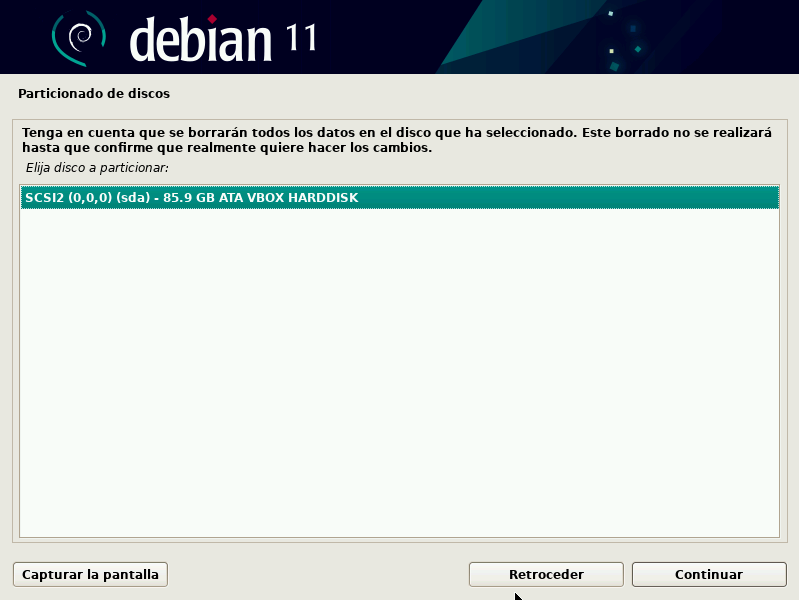 debian 11
Particionado de discos
Tenga en cuenta que se borrarán todos los datos en el disco que ha seleccionado. Este borrado no se realizará
hasta que confirme que realmente quiere hacer los cambios.
Elija disco a particionar:
SCSI2 (0,0,0) (sda) - 85.9 GB ATA VBOX HARDDISK
Capturar la pantalla
Retroceder
Continuar